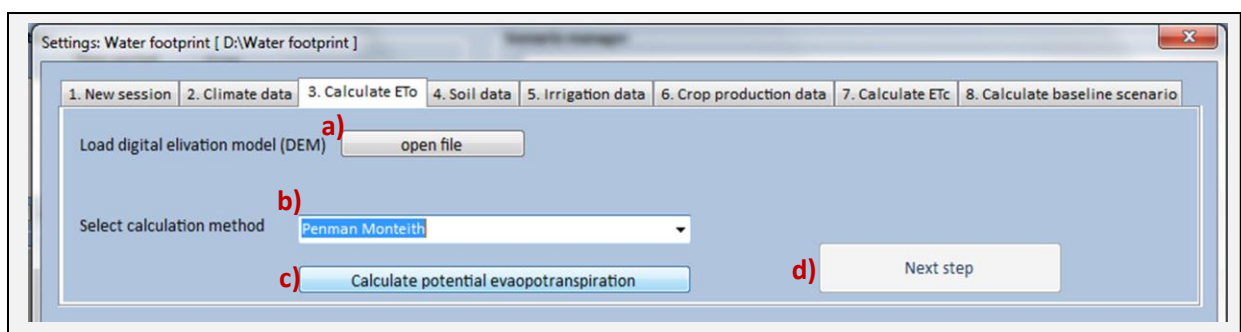 Settings: Water footprint [ D:\Water footprint ]
1. New session 2. Climate data 3. Calculate ETo 4. Soil data 5. Irrigation data 6. Crop production data 7. Calculate ETc 8. Calculate baseline scenario
a)
Load digital elivation model (DEM) open file
b)
Select calculation method Penman Monteith
c) Calculate potential evaopotranspiration
d) Next step